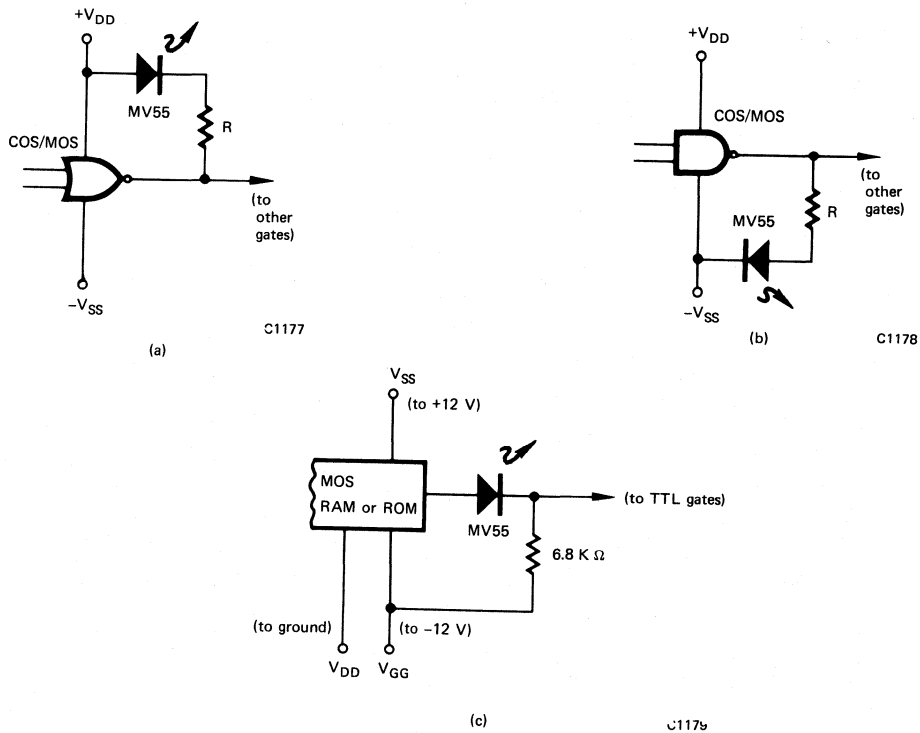 +VDD
MV55
R
COS/MOS
(to
other
gates)
−VSS
C1177
(a)
+VDD
COS/MOS
(to
other
gates)
MV55
R
−VSS
(b)
C1178
VSS
(to +12 V)
MOS
RAM or ROM
MV55
(to TTL gates)
6.8 K Ω
(to ground)
(to −12 V)
VDD
VGG
(c)
C1179